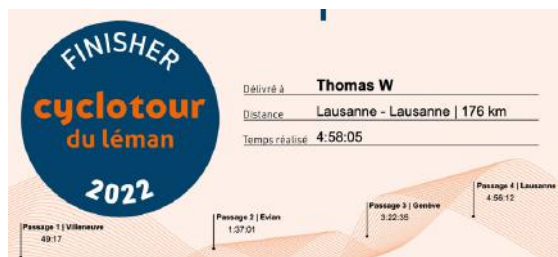 FINISHER
cyclotour
du léman
2022
Délivré à Thomas W
Distance Lausanne - Lausanne | 176 km
Temps réalisé 4:58:05
Passage 1 | Villeneuve
49:17
Passage 2 | Evian
1:37:01
Passage 3 | Genève
3:22:35
Passage 4 | Lausanne
4:56:12